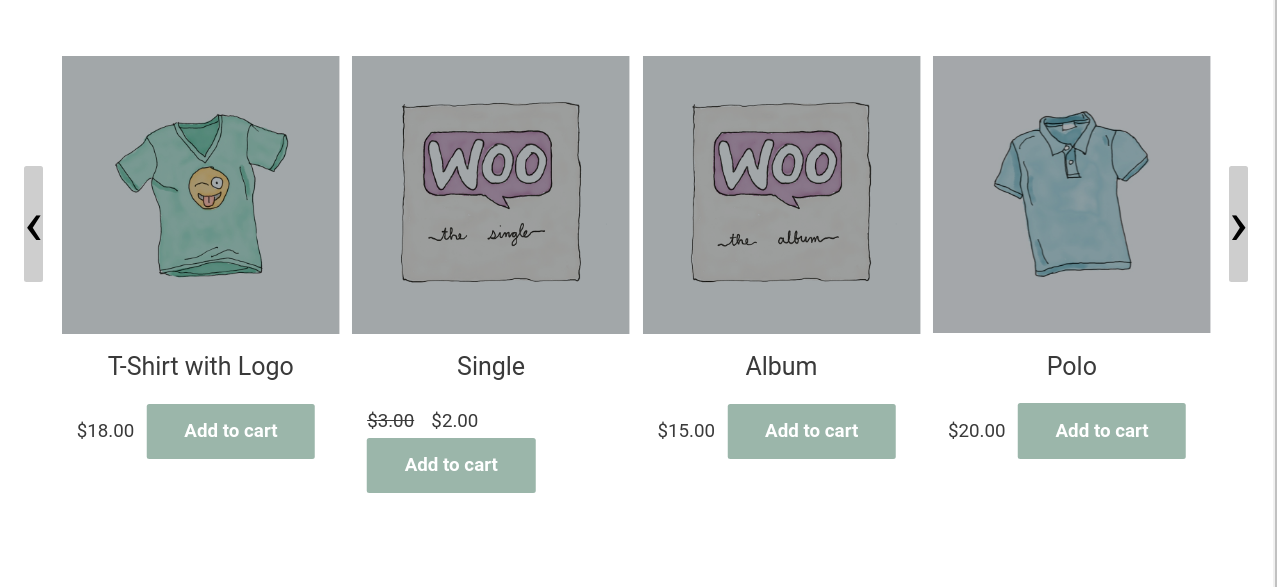 WOO
the single
WOO
the album
❮
❯
T-Shirt with Logo
Single
Album
Polo
$18.00 Add to cart
$3.00 $2.00
Add to cart
$15.00 Add to cart
$20.00 Add to cart